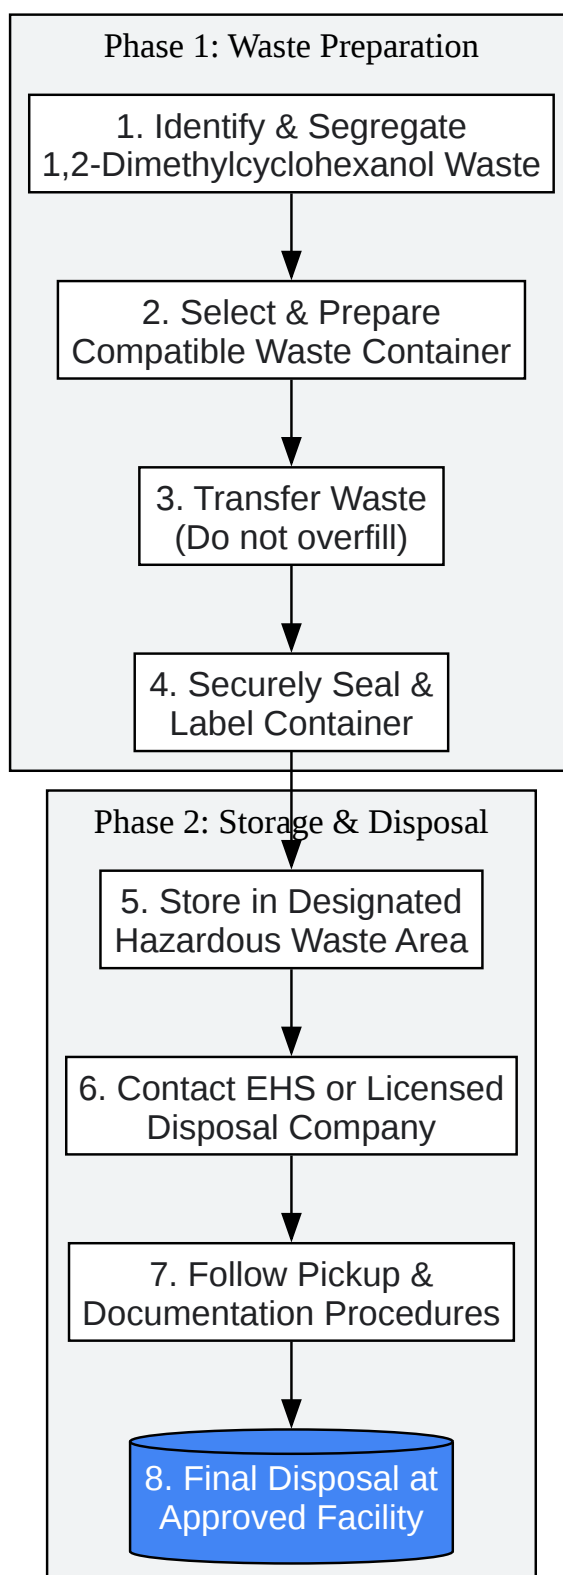 Phase 1: Waste Preparation
1. Identify & Segregate
1,2-Dimethylcyclohexanol Waste
2. Select & Prepare
Compatible Waste Container
3. Transfer Waste
(Do not overfill)
4. Securely Seal &
Label Container
Phase 2: Storage & Disposal
5. Store in Designated
Hazardous Waste Area
6. Contact EHS or Licensed
Disposal Company
7. Follow Pickup &
Documentation Procedures
8. Final Disposal at
Approved Facility